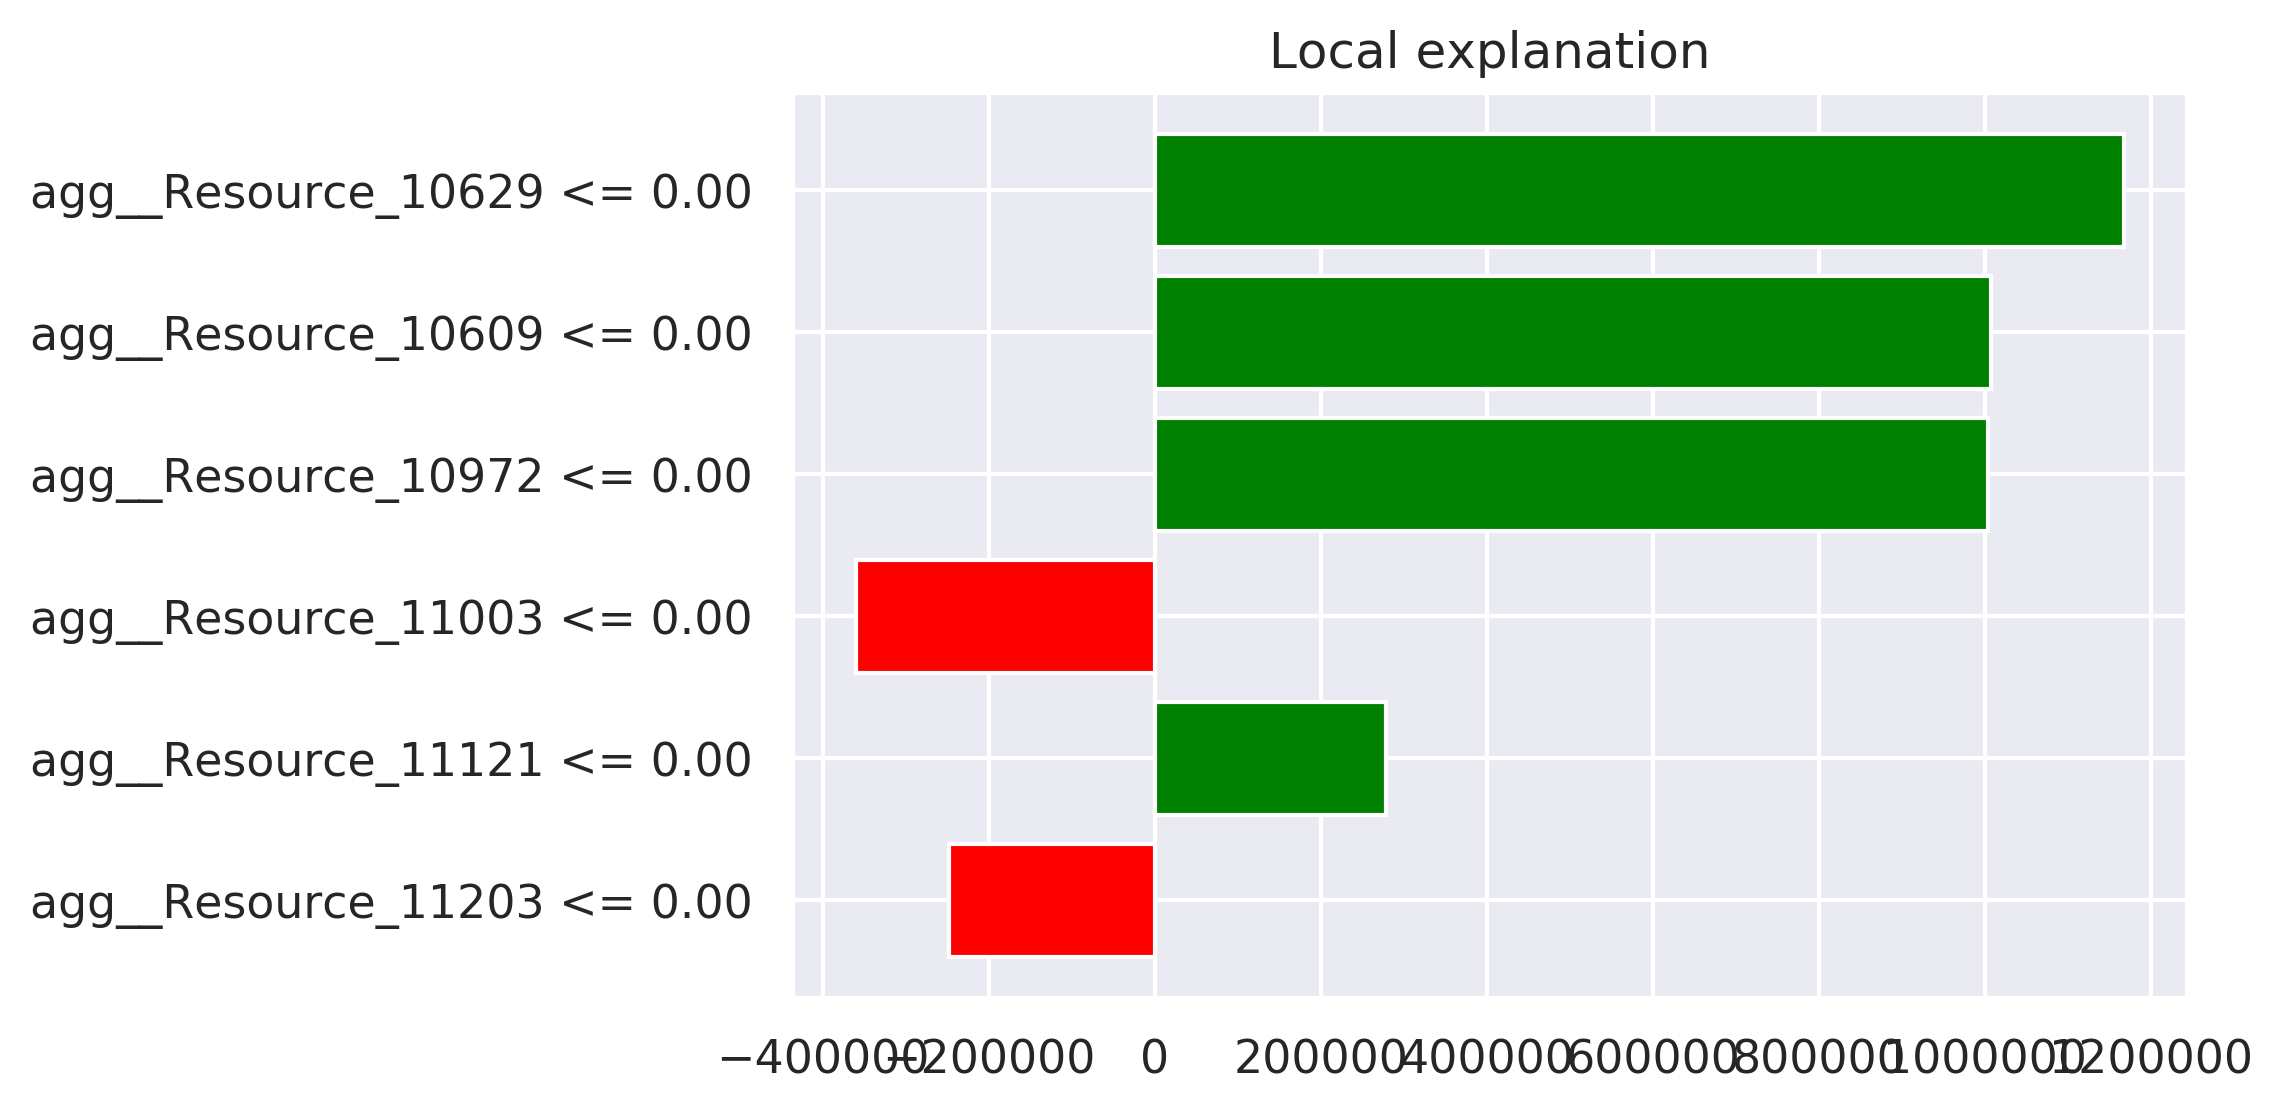 Local explanation
agg__Resource_10629 <= 0.00
agg__Resource_10609 <= 0.00
agg__Resource_10972 <= 0.00
agg__Resource_11003 <= 0.00
agg__Resource_11121 <= 0.00
agg__Resource_11203 <= 0.00
−400000 −200000 0 200000 400000 600000 800000 1000000 1200000